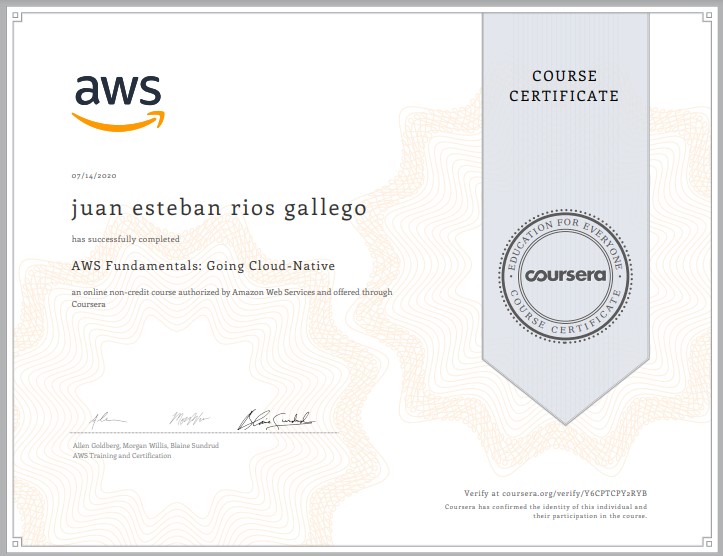 aws
COURSE
CERTIFICATE
07/14/2020
juan esteban rios gallego
has successfully completed
AWS Fundamentals: Going Cloud-Native
an online non-credit course authorized by Amazon Web Services and offered through
Coursera
EDUCATION FOR EVERYONE
coursera
COURSE CERTIFICATE
Allen Goldberg, Morgan Willis, Blaine Sundrud
AWS Training and Certification
Verify at coursera.org/verify/Y6CPTCPY2RYB
Coursera has confirmed the identity of this individual and
their participation in the course.